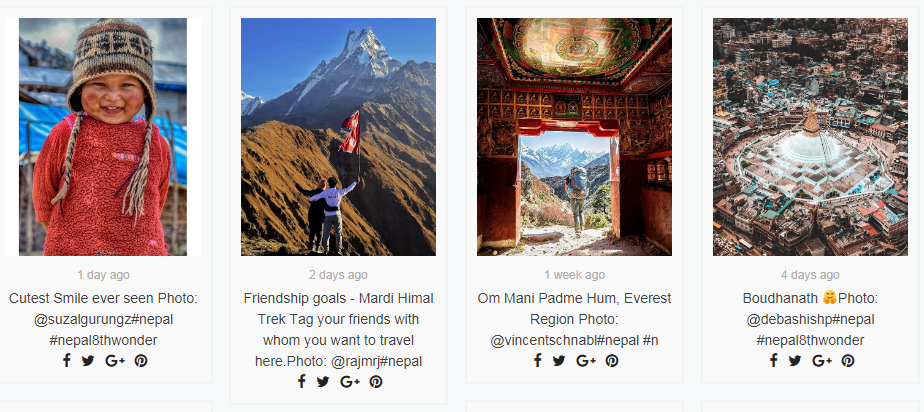 1 day ago
Cutest Smile ever seen Photo:
@suzalgurungz#nepal
#nepal8thwonder
2 days ago
Friendship goals - Mardi Himal
Trek Tag your friends with
whom you want to travel
here.Photo: @rajmrj#nepal
1 week ago
Om Mani Padme Hum, Everest
Region Photo:
@vincentschnabl#nepal #n
4 days ago
Boudhanath 🤗Photo:
@debashishp#nepal
#nepal8thwonder